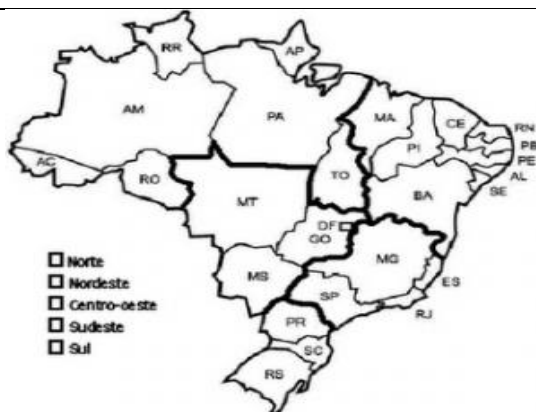 RR
AP
AM
PA
MA
CE
RN
PB
PI
PE
AC
AL
RO
TO
SE
BA
MT
DF
GO
MG
Norte
MS
ES
Nordeste
SP
Centro-oeste
RJ
Sudeste
PR
Sul
SC
RS